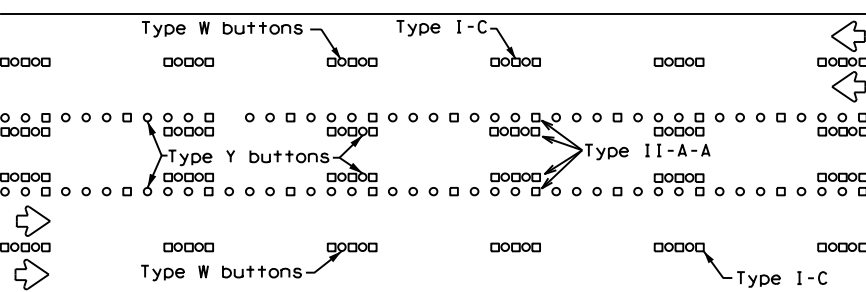 Type W buttons
Type I-C
Type Y buttons
Type II-A-A
Type W buttons
Type I-C